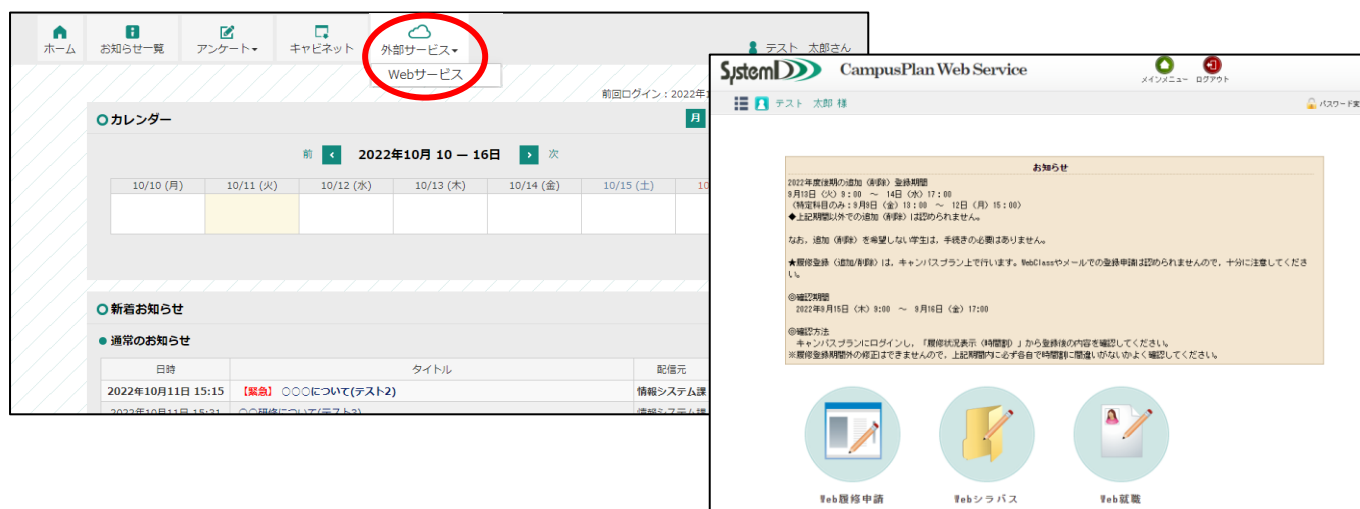 ホーム
お知らせ一覧
アンケート▾
キャビネット
外部サービス▾
Webサービス
テスト 太郎さん
前回ログイン：2022年1
カレンダー
月
前 2022年10月 10 — 16日 次
10/10 (月) 10/11 (火) 10/12 (水) 10/13 (木) 10/14 (金) 10/15 (土) 10
新着お知らせ
通常のお知らせ
日時 タイトル 配信元
2022年10月11日 15:15 【緊急】 〇〇〇について(テスト2) 情報システム課
SystemD CampusPlan Web Service
メインメニュー ログアウト
テスト 太郎 様
お知らせ
2022年度後期の追加（削除）登録期間
9月13日（火）9：00 ～ 14日（水）17：00
（特定科目のみ：9月9日（金）13：00 ～ 12日（月）15：00）
◆上記期間以外での追加（削除）は認められません。
なお、追加（削除）を希望しない学生は、手続きの必要はありません。
★履修登録（追加/削除）は、キャンパスプラン上で行います。WebClassやメールでの登録申請は認められませんので、十分に注意してくださ
い。
◎確認期間
2022年9月15日（木）9:00 ～ 9月16日（金）17:00
◎確認方法
キャンパスプランにログインし、「履修状況表示（時間割）」から登録後の内容を確認してください。
※履修登録期間外の修正はできませんので、上記期間内に必ず各自で時間割に間違いがないかよく確認してください。
Web履修申請 Webシラバス Web就職